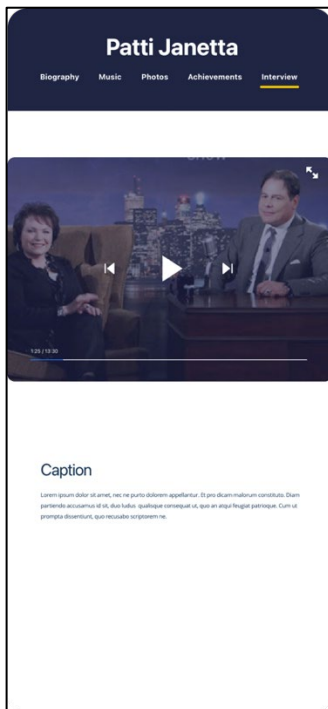 Patti Janetta
Biography Music Photos Achievements Interview
SHOW
1:25 / 13:30
Caption
Lorem ipsum dolor sit amet, nec ne purto dolorem appellantur. Et pro dicam malorum constituto. Diam
partiendo accusamus id sit, duo ludus qualisque consequat ut, quo an atqui feugiat patrioque. Cum ut
prompta dissentiunt, quo recusabo scriptorem ne.